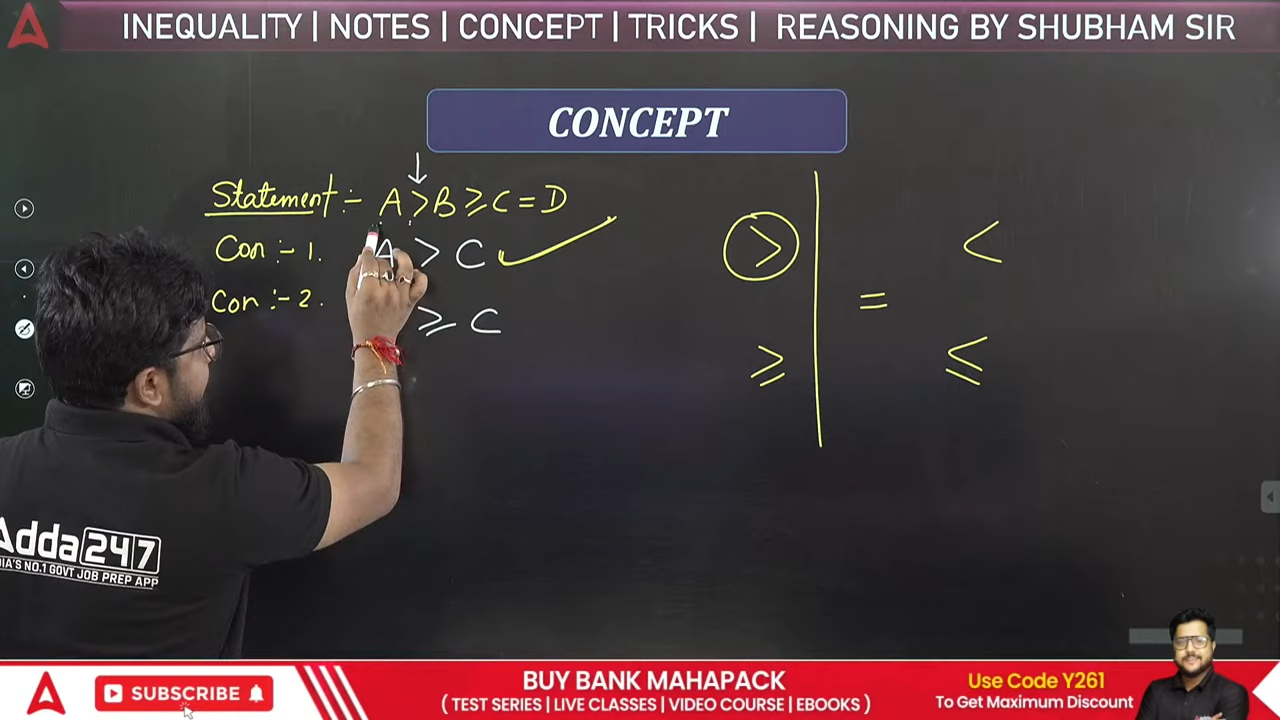 INEQUALITY | NOTES | CONCEPT | TRICKS | REASONING BY SHUBHAM SIR
CONCEPT
Statement :- A > B ≥ C = D
Con :- 1. A > C
Con :- 2. ≥ C
> <
=
≥ ≤
Adda247
INDIA'S NO.1 GOVT JOB PREP APP
SUBSCRIBE
BUY BANK MAHAPACK
( TEST SERIES | LIVE CLASSES | VIDEO COURSE | EBOOKS )
Use Code Y261
To Get Maximum Discount